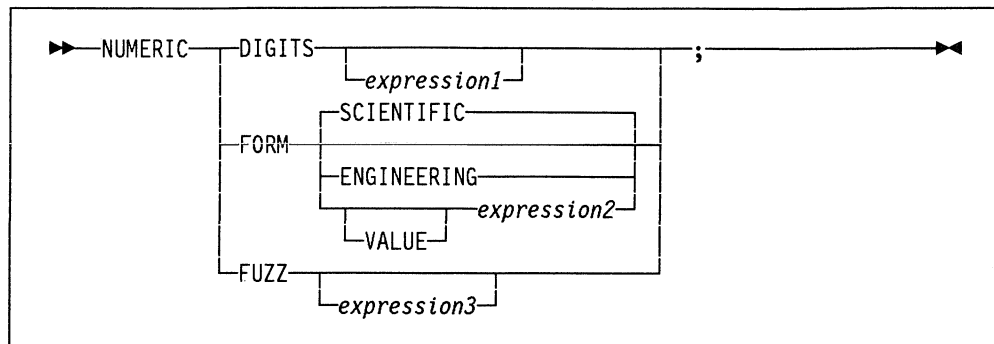 NUMERIC DIGITS ;
expression1
SCIENTIFIC
FORM
ENGINEERING
expression2
VALUE
FUZZ
expression3